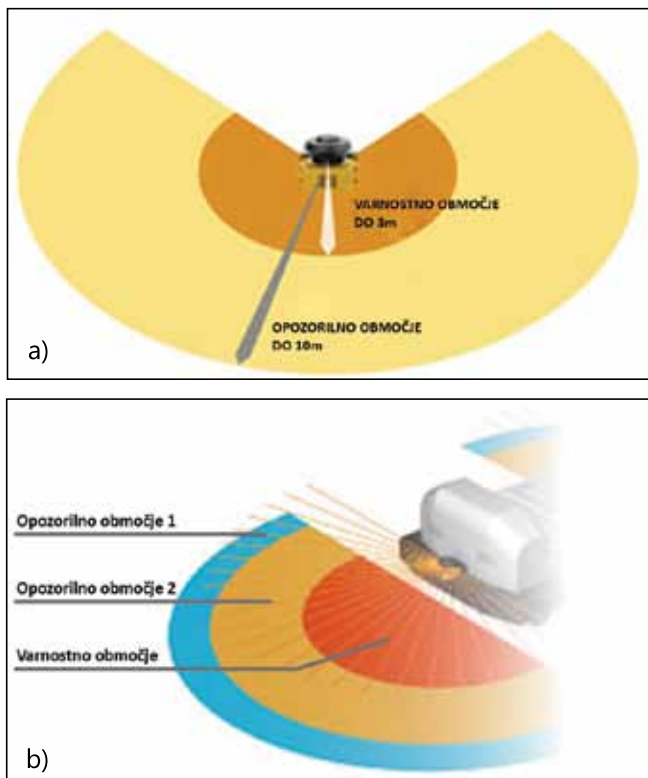 VARNOSTNO OBMOČJE
DO 3m
OPOZORILNO OBMOČJE
DO 10m
a)
Opozorilno območje 1
Opozorilno območje 2
Varnostno območje
b)